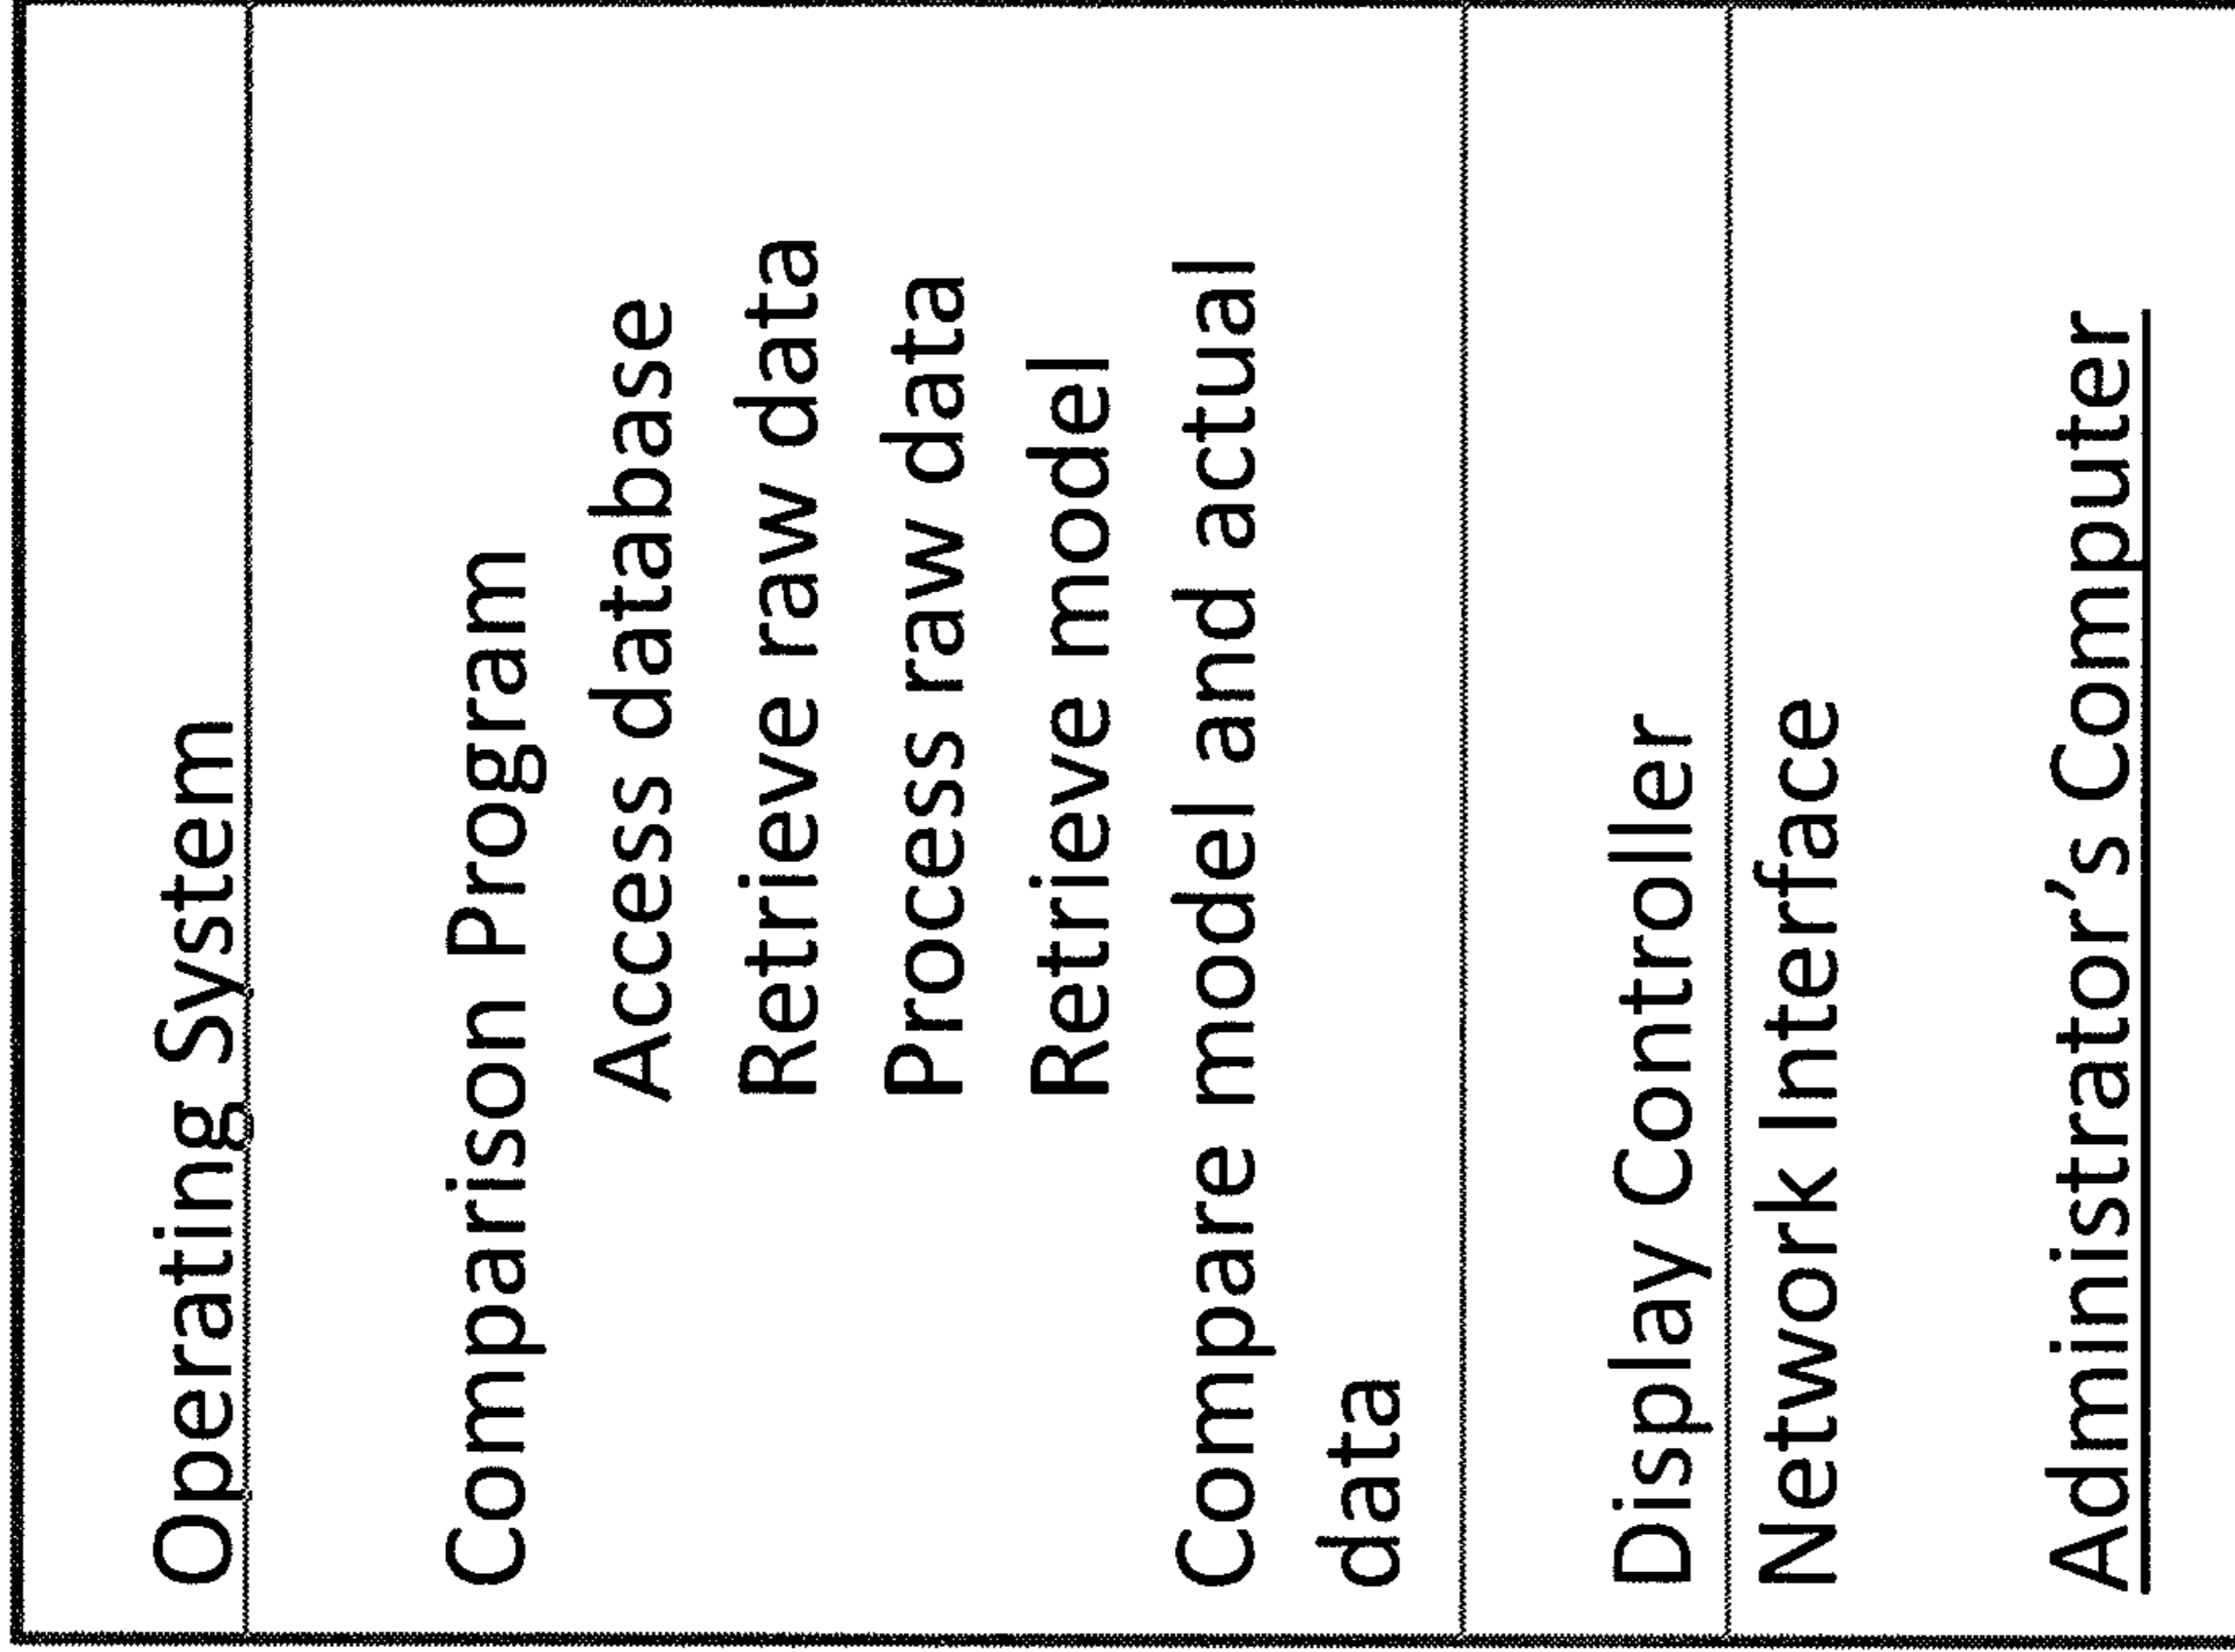 Operating System
Comparison Program
Access database
Retrieve raw data
Process raw data
Retrieve model
Compare model and actual
data
Display Controller
Network Interface
Administrator’s Computer